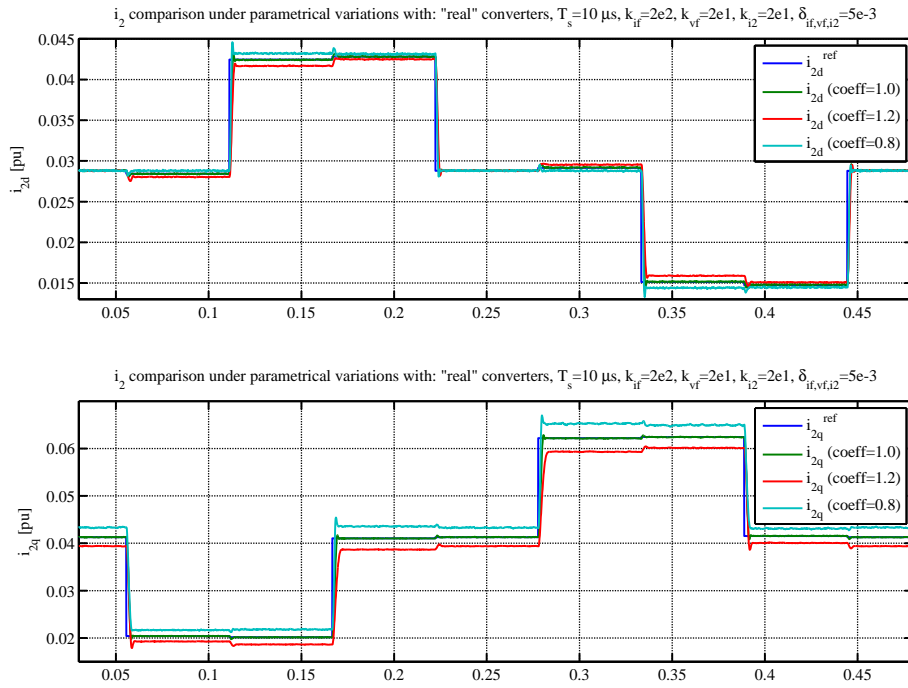 i2 comparison under parametrical variations with: "real" converters, Ts=10 μs, kif=2e2, kvf=2e1, ki2=2e1, δif,vf,i2=5e-3
0.045
0.04
0.035
0.03
0.025
0.02
0.015
i2d [pu]
i2d ref
i2d (coeff=1.0)
i2d (coeff=1.2)
i2d (coeff=0.8)
0.05 0.1 0.15 0.2 0.25 0.3 0.35 0.4 0.45
i2 comparison under parametrical variations with: "real" converters, Ts=10 μs, kif=2e2, kvf=2e1, ki2=2e1, δif,vf,i2=5e-3
0.06
0.05
0.04
0.03
0.02
i2q [pu]
i2q ref
i2q (coeff=1.0)
i2q (coeff=1.2)
i2q (coeff=0.8)
0.05 0.1 0.15 0.2 0.25 0.3 0.35 0.4 0.45